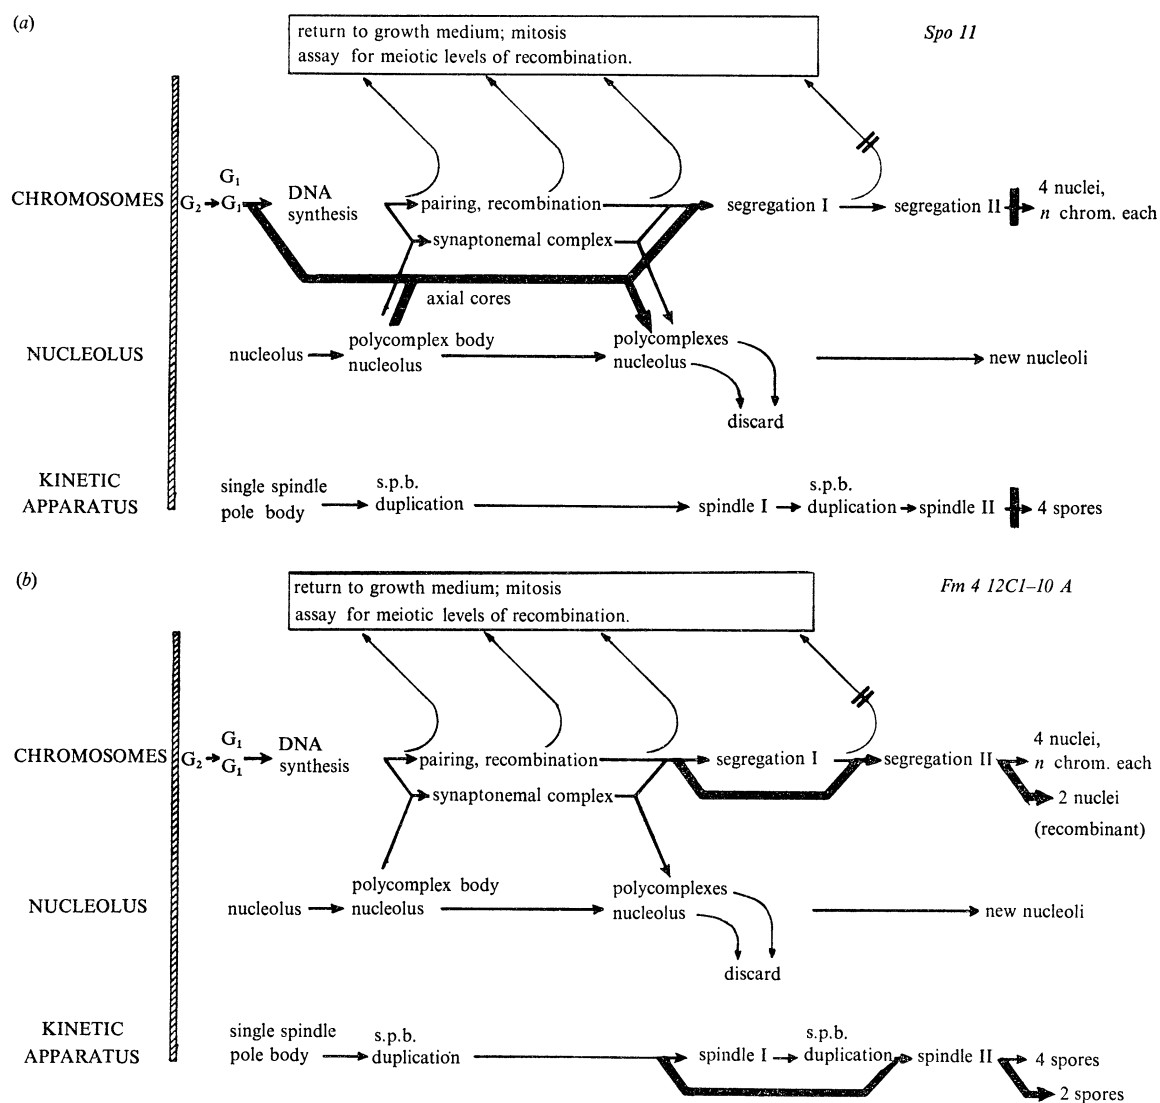 (a)
return to growth medium; mitosis
assay for meiotic levels of recombination.
Spo 11
G₁
CHROMOSOMES G₂ G₁ DNA synthesis pairing, recombination segregation I segregation II 4 nuclei, n chrom. each
synaptonemal complex
axial cores
NUCLEOLUS nucleolus polycomplex body nucleolus polycomplexes nucleolus new nucleoli
discard
KINETIC APPARATUS single spindle pole body s.p.b. duplication spindle I s.p.b. duplication spindle II 4 spores
(b)
return to growth medium; mitosis
assay for meiotic levels of recombination.
Fm 4 12C1–10 A
G₁
CHROMOSOMES G₂ G₁ DNA synthesis pairing, recombination segregation I segregation II 4 nuclei, n chrom. each
synaptonemal complex 2 nuclei
(recombinant)
NUCLEOLUS nucleolus polycomplex body nucleolus polycomplexes nucleolus new nucleoli
discard
KINETIC APPARATUS single spindle pole body s.p.b. duplication spindle I s.p.b. duplication spindle II 4 spores
2 spores